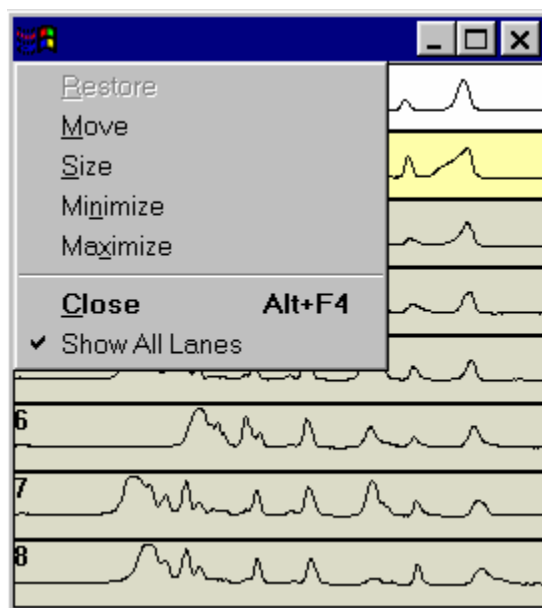 Restore
Move
Size
Minimize
Maximize
Close Alt+F4
✔ Show All Lanes
6
7
8